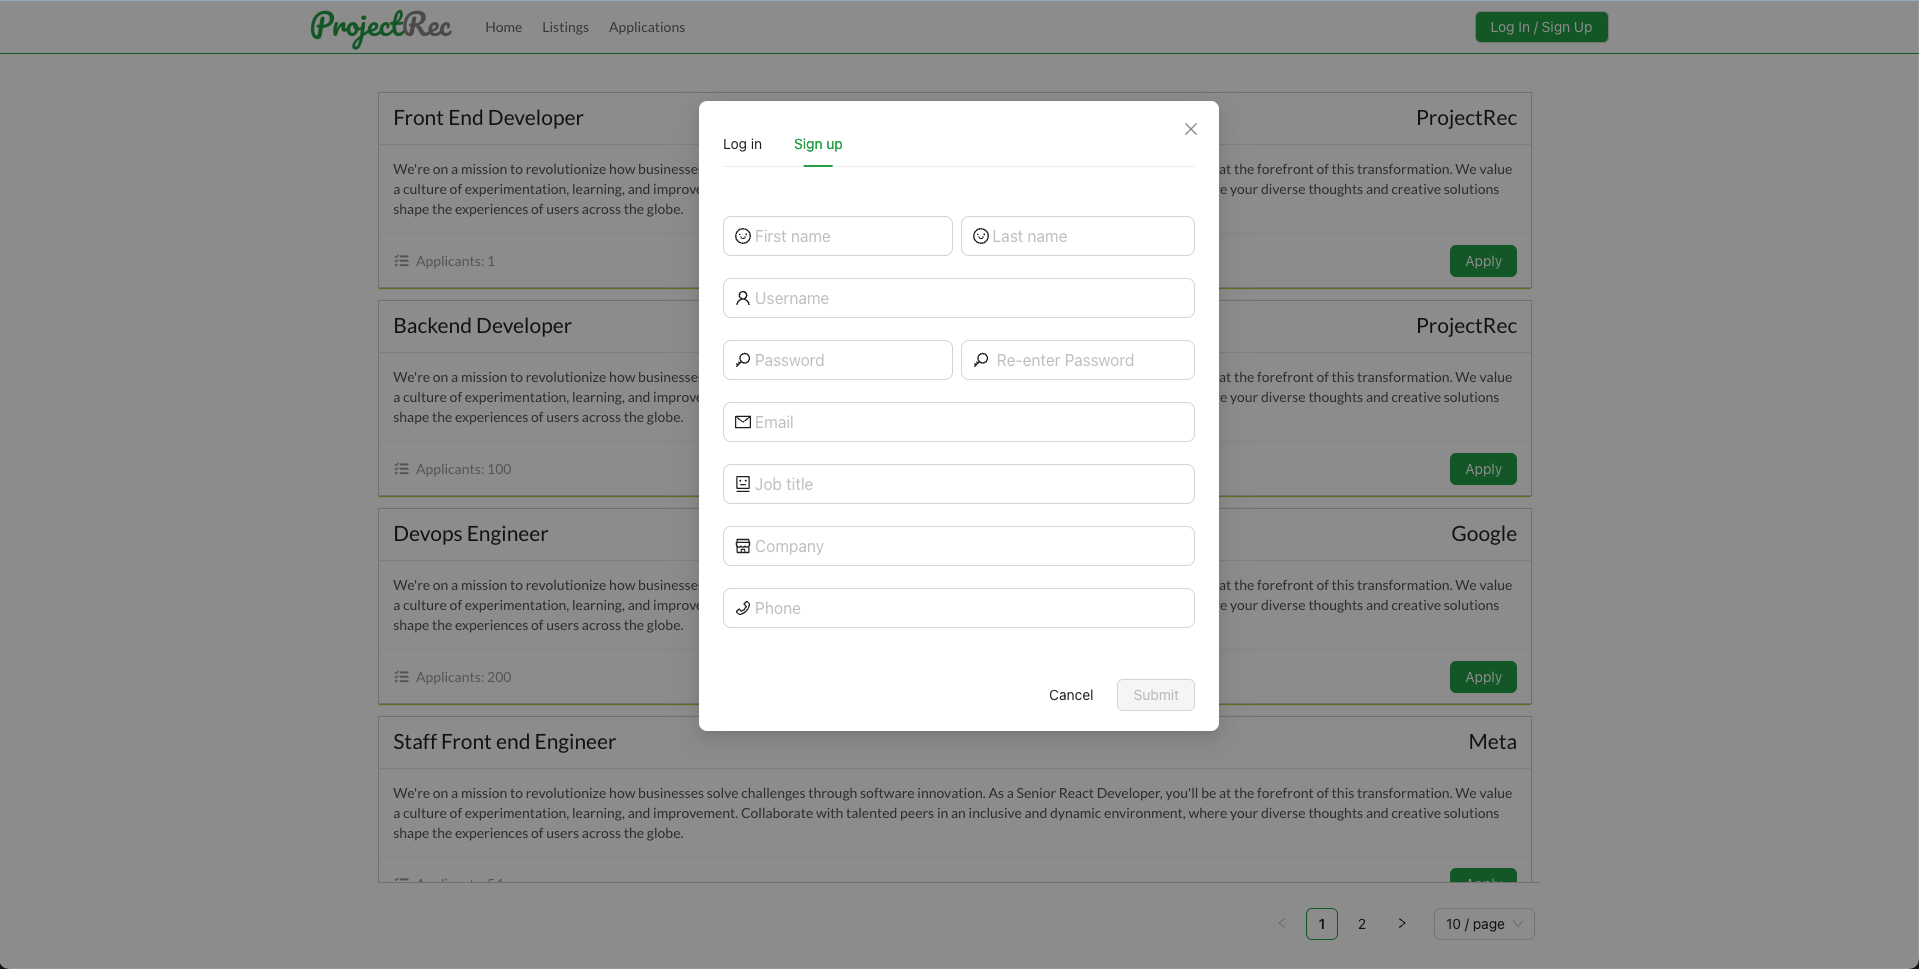 ProjectRec
Home
Listings
Applications
Log In / Sign Up
Front End Developer
ProjectRec
We're on a mission to revolutionize how businesse
at the forefront of this transformation. We value
a culture of experimentation, learning, and improve
e your diverse thoughts and creative solutions
shape the experiences of users across the globe.
Applicants: 1
Apply
Backend Developer
ProjectRec
We're on a mission to revolutionize how businesse
at the forefront of this transformation. We value
a culture of experimentation, learning, and improve
e your diverse thoughts and creative solutions
shape the experiences of users across the globe.
Applicants: 100
Apply
Devops Engineer
Google
We're on a mission to revolutionize how businesse
at the forefront of this transformation. We value
a culture of experimentation, learning, and improve
e your diverse thoughts and creative solutions
shape the experiences of users across the globe.
Applicants: 200
Apply
Staff Front end Engineer
Meta
We're on a mission to revolutionize how businesses solve challenges through software innovation. As a Senior React Developer, you'll be at the forefront of this transformation. We value
a culture of experimentation, learning, and improvement. Collaborate with talented peers in an inclusive and dynamic environment, where your diverse thoughts and creative solutions
shape the experiences of users across the globe.
Apply
1
2
10 / page
Log in
Sign up
First name
Last name
Username
Password
Re-enter Password
Email
Job title
Company
Phone
Cancel
Submit